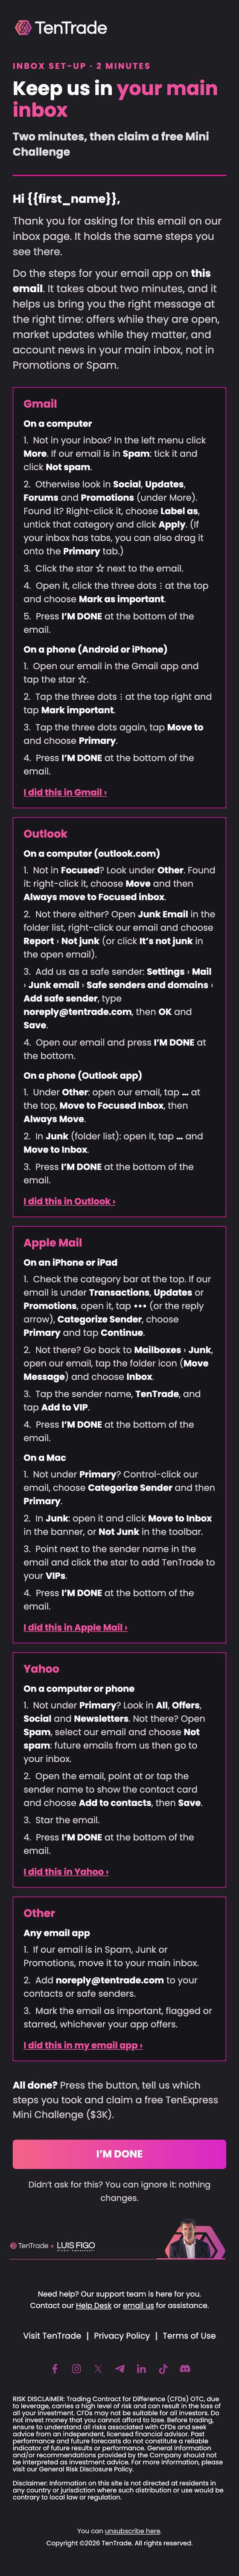 TenTrade
INBOX SET-UP · 2 MINUTES
Keep us in your main
inbox
Two minutes, then claim a free Mini
Challenge
Hi {{first_name}},
Thank you for asking for this email on our
inbox page. It holds the same steps you
see there.
Do the steps for your email app on this
email. It takes about two minutes, and it
helps us bring you the right message at
the right time: offers while they are open,
market updates while they matter, and
account news in your main inbox, not in
Promotions or Spam.
Gmail
On a computer
1. Not in your inbox? In the left menu click
More. If our email is in Spam: tick it and
click Not spam.
2. Otherwise look in Social, Updates,
Forums and Promotions (under More).
Found it? Right-click it, choose Label as,
untick that category and click Apply. (If
your inbox has tabs, you can also drag it
onto the Primary tab.)
3. Click the star ☆ next to the email.
4. Open it, click the three dots ⋮ at the top
and choose Mark as important.
5. Press I'M DONE at the bottom of the
email.
On a phone (Android or iPhone)
1. Open our email in the Gmail app and
tap the star ☆.
2. Tap the three dots ⋮ at the top right and
tap Mark important.
3. Tap the three dots again, tap Move to
and choose Primary.
4. Press I'M DONE at the bottom of the
email.
I did this in Gmail ›
Outlook
On a computer (outlook.com)
1. Not in Focused? Look under Other. Found
it: right-click it, choose Move and then
Always move to Focused inbox.
2. Not there either? Open Junk Email in the
folder list, right-click our email and choose
Report › Not junk (or click It's not junk in
the open email).
3. Add us as a safe sender: Settings › Mail
› Junk email › Safe senders and domains ›
Add safe sender, type
noreply@tentrade.com, then OK and
Save.
4. Open our email and press I'M DONE at
the bottom.
On a phone (Outlook app)
1. Under Other: open our email, tap ... at
the top, Move to Focused Inbox, then
Always Move.
2. In Junk (folder list): open it, tap ... and
Move to Inbox.
3. Press I'M DONE at the bottom of the
email.
I did this in Outlook ›
Apple Mail
On an iPhone or iPad
1. Check the category bar at the top. If our
email is under Transactions, Updates or
Promotions, open it, tap ••• (or the reply
arrow), Categorize Sender, choose
Primary and tap Continue.
2. Not there? Go back to Mailboxes › Junk,
open our email, tap the folder icon (Move
Message) and choose Inbox.
3. Tap the sender name, TenTrade, and
tap Add to VIP.
4. Press I'M DONE at the bottom of the
email.
On a Mac
1. Not under Primary? Control-click our
email, choose Categorize Sender and then
Primary.
2. In Junk: open it and click Move to Inbox
in the banner, or Not Junk in the toolbar.
3. Point next to the sender name in the
email and click the star to add TenTrade to
your VIPs.
4. Press I'M DONE at the bottom of the
email.
I did this in Apple Mail ›
Yahoo
On a computer or phone
1. Not under Primary? Look in All, Offers,
Social and Newsletters. Not there? Open
Spam, select our email and choose Not
spam: future emails from us then go to
your inbox.
2. Open the email, point at or tap the
sender name to show the contact card
and choose Add to contacts, then Save.
3. Star the email.
4. Press I'M DONE at the bottom of the
email.
I did this in Yahoo ›
Other
Any email app
1. If our email is in Spam, Junk or
Promotions, move it to your main inbox.
2. Add noreply@tentrade.com to your
contacts or safe senders.
3. Mark the email as important, flagged or
starred, whichever your app offers.
I did this in my email app ›
All done? Press the button, tell us which
steps you took and claim a free TenExpress
Mini Challenge ($3K).
I'M DONE
Didn't ask for this? You can ignore it: nothing
changes.
TenTrade × LUIS FIGO
Need help? Our support team is here for you.
Contact our Help Desk or email us for assistance.
Visit TenTrade | Privacy Policy | Terms of Use
RISK DISCLAIMER: Trading Contract for Difference (CFDs) OTC, due
to leverage, carries a high level of risk and can result in the loss of
all your investment. CFDs may not be suitable for all investors. Do
not invest money that you cannot afford to lose. Before trading,
ensure to understand all risks associated with CFDs and seek
advice from an independent, licensed financial advisor. Past
performance and future forecasts do not constitute a reliable
indicator of future results or performance. General information
and/or recommendations provided by the Company should not
be interpreted as investment advice. For more information, please
visit our General Risk Disclosure Policy.
Disclaimer: Information on this site is not directed at residents in
any country or jurisdiction where such distribution or use would be
contrary to local law or regulation.
You can unsubscribe here.
Copyright ©2026 TenTrade. All rights reserved.